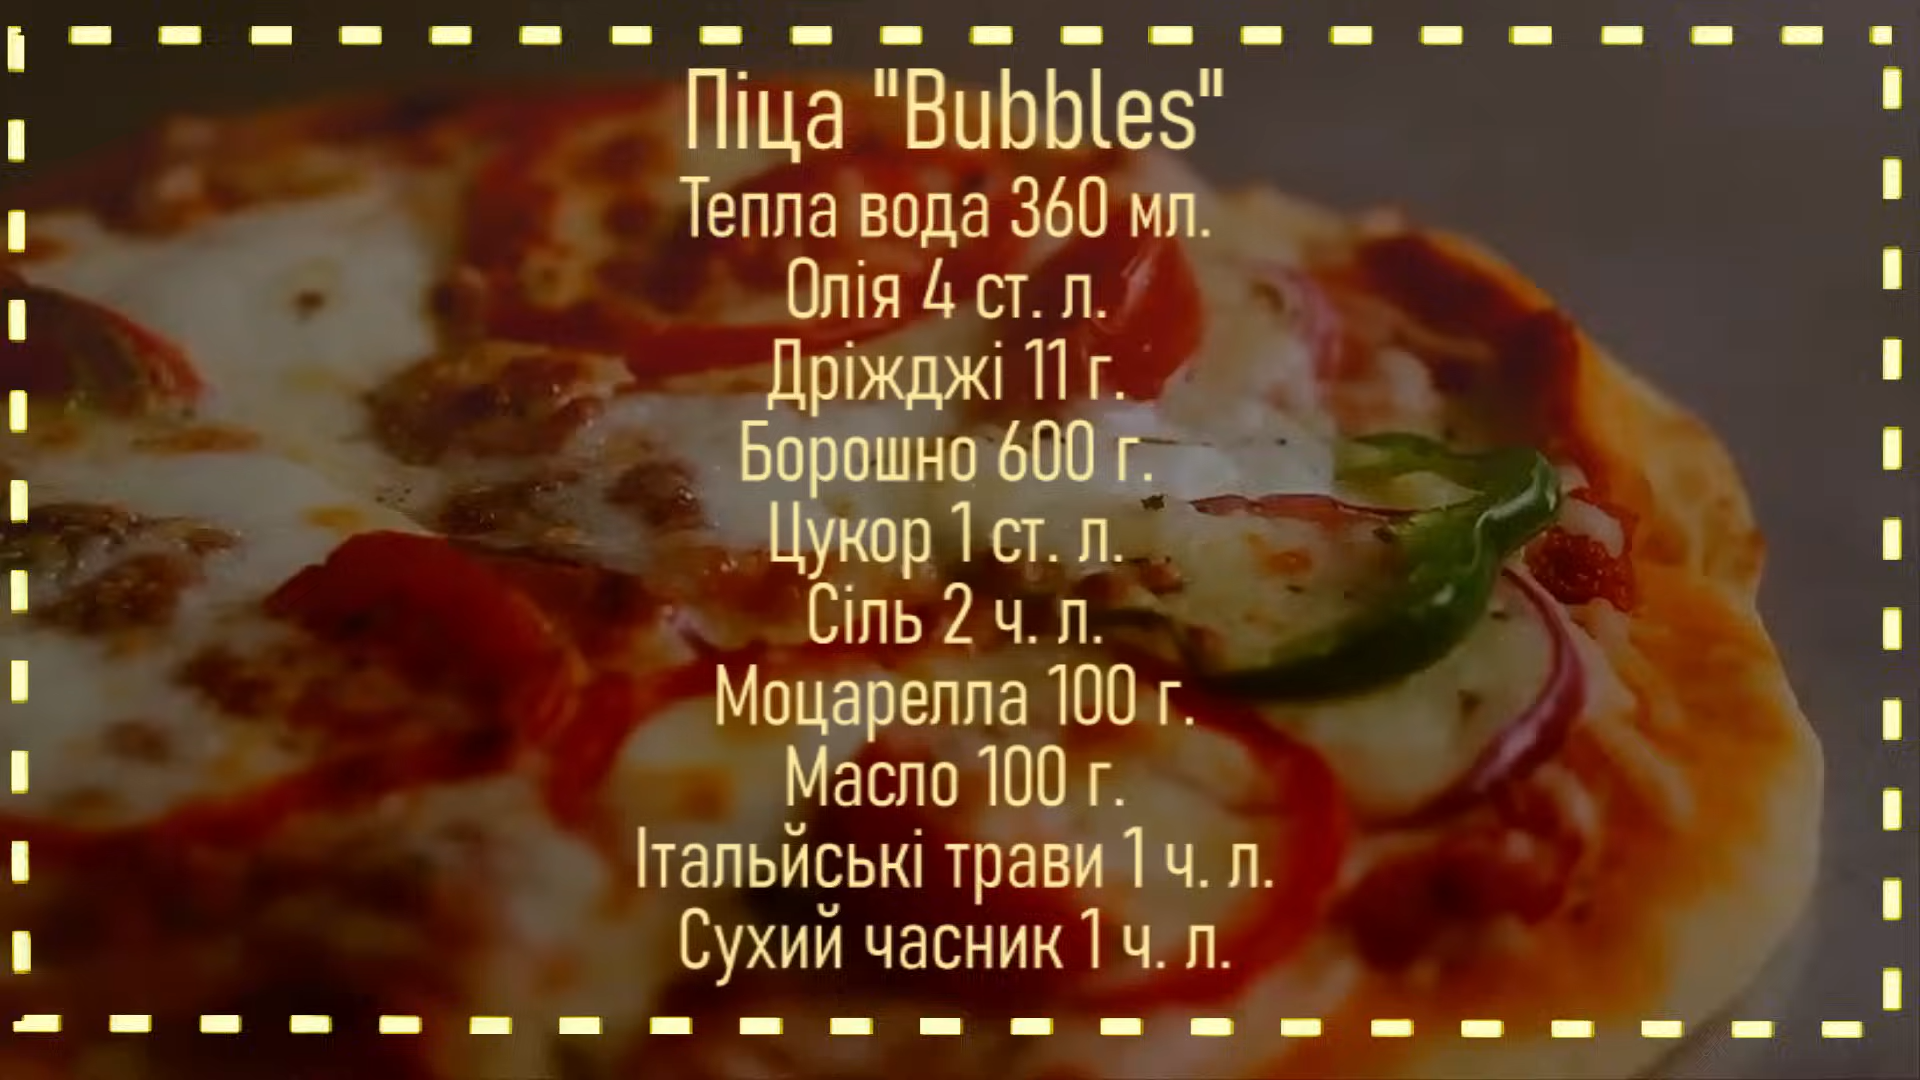 Піца "Bubbles"
Тепла вода 360 мл.
Олія 4 ст. л.
Дріжджі 11 г.
Борошно 600 г.
Цукор 1 ст. л.
Сіль 2 ч. л.
Моцарелла 100 г.
Масло 100 г.
Італьйські трави 1 ч. л.
Сухий часник 1 ч. л.